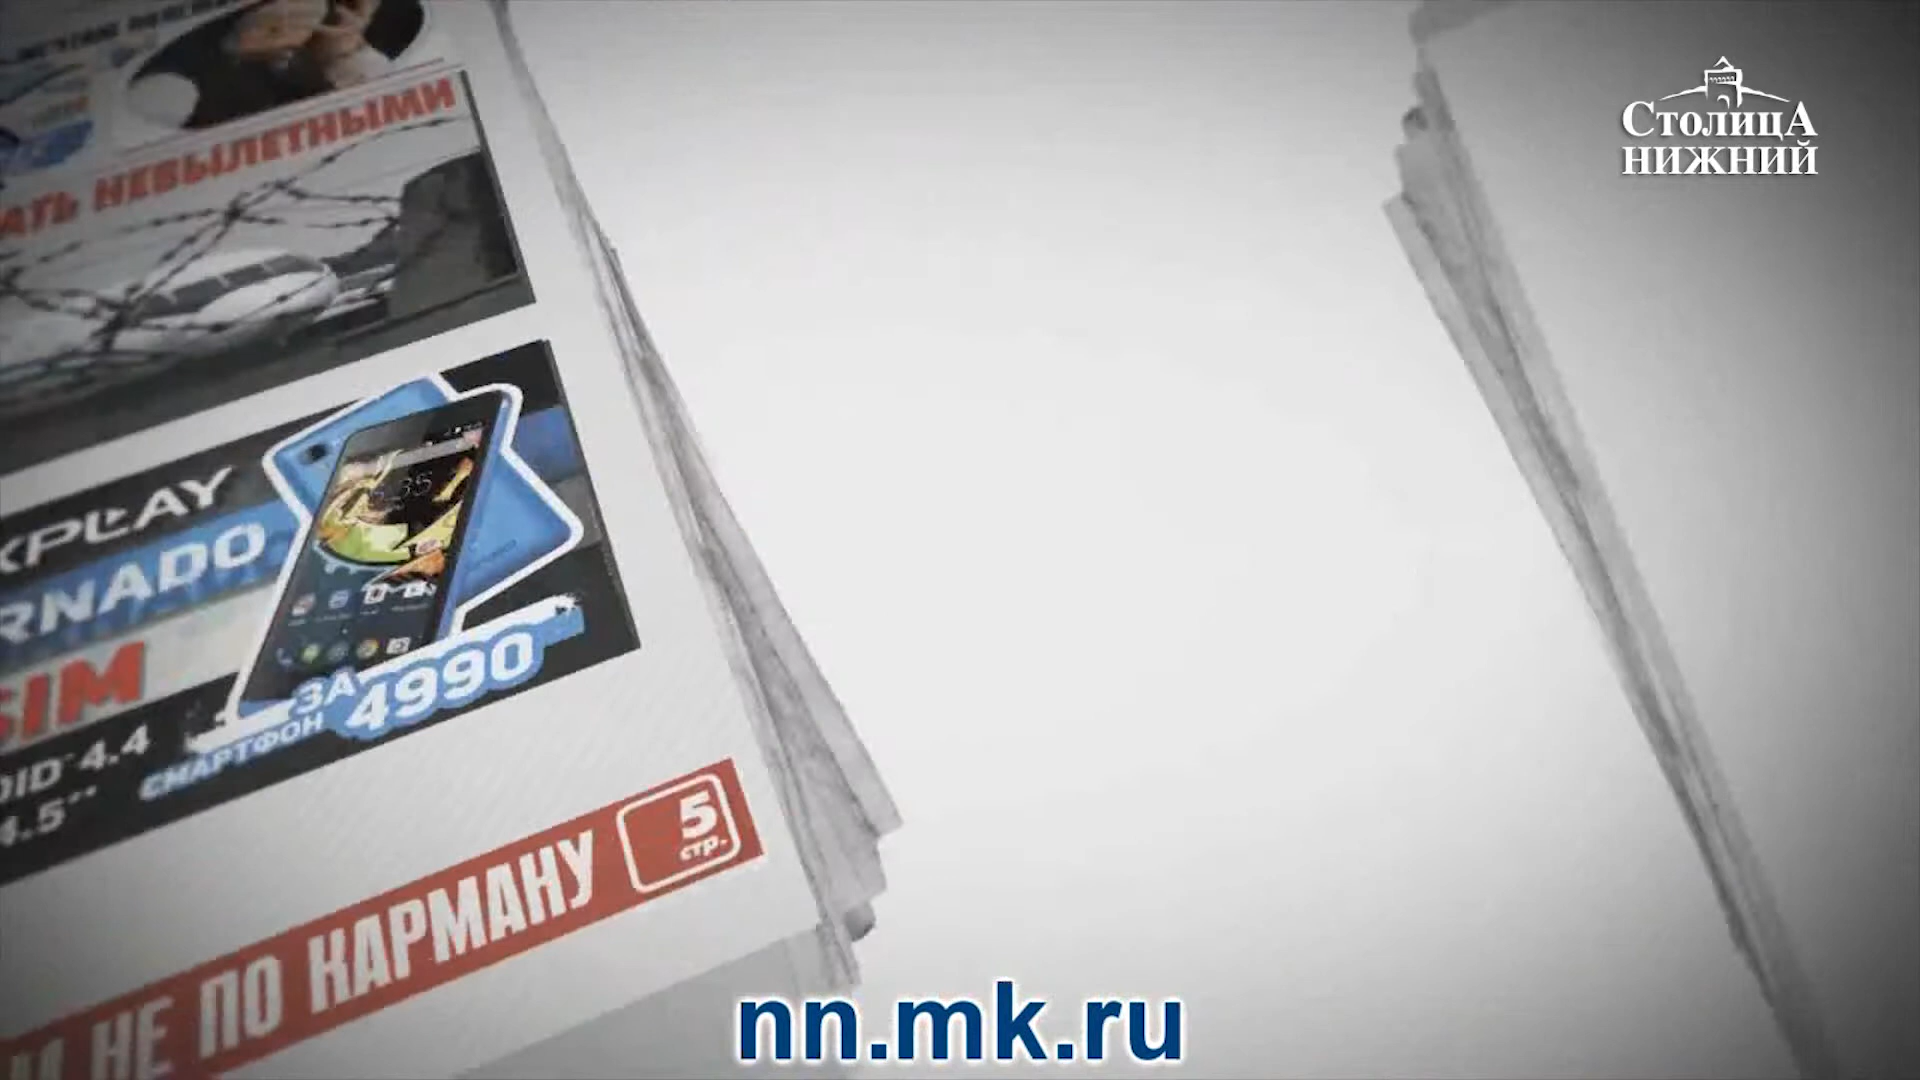 СтолицА
НИЖНИЙ
НЕВЫЛЕТНЫМИ
XPLAY
RNADO
SIM
OID 4.4
4.5"
ЗА
4990
СМАРТФОН
5
стр.
НЕ ПО КАРМАНУ
nn.mk.ru